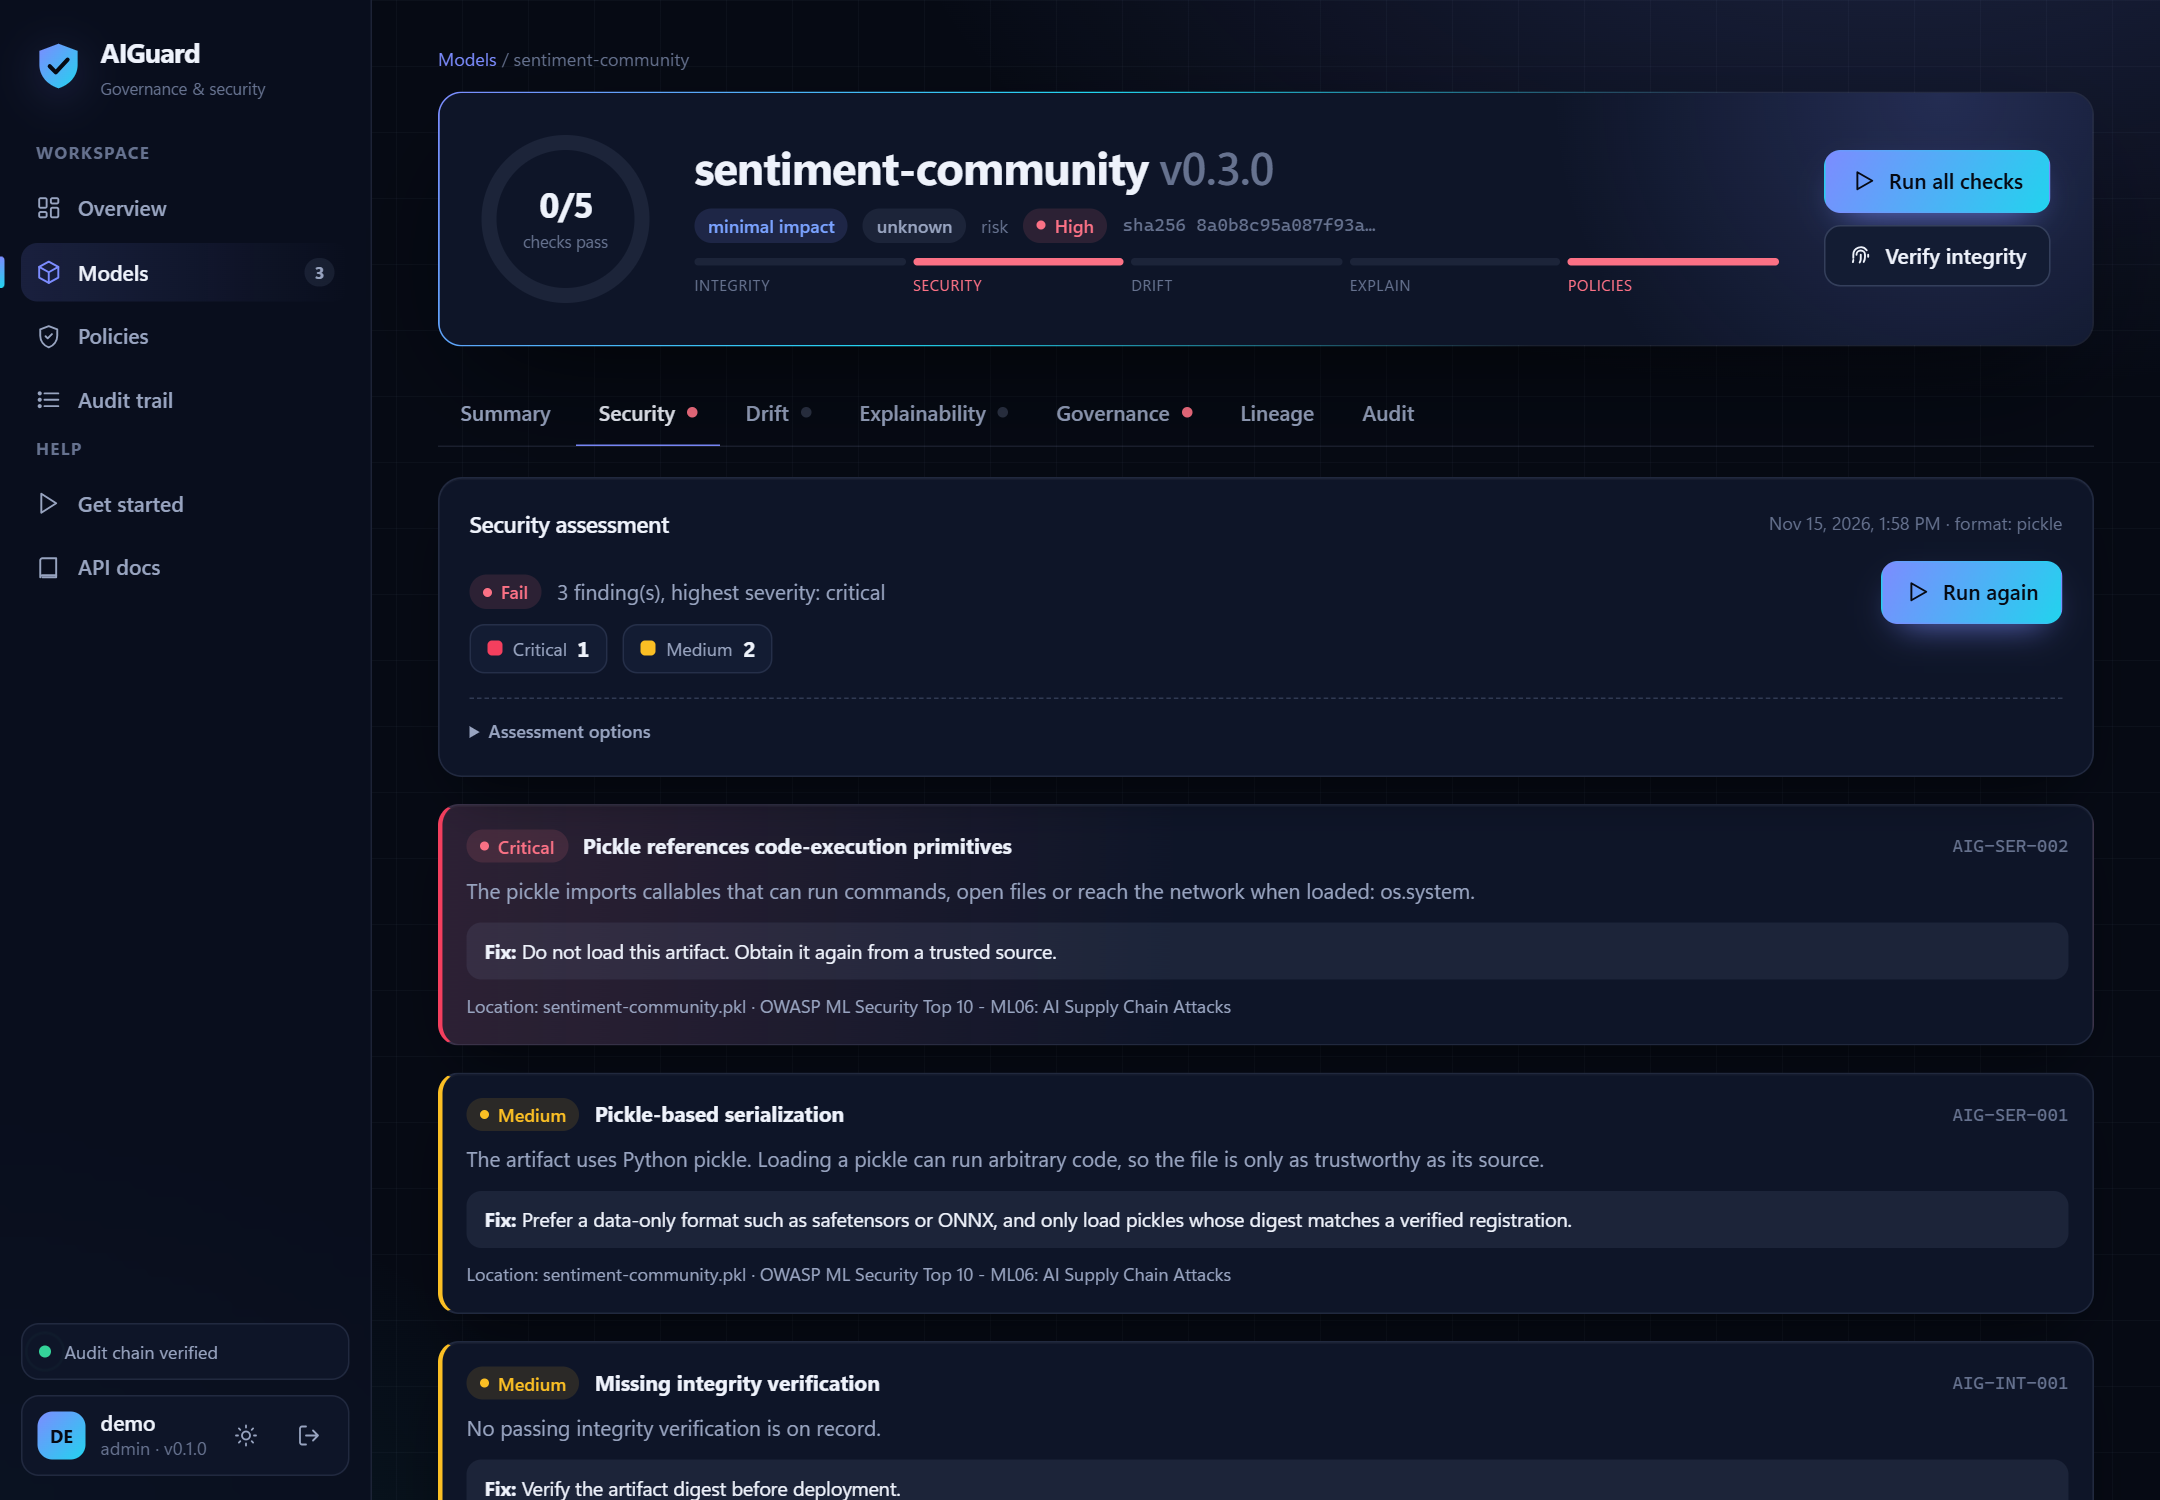 AIGuard
Governance & security
WORKSPACE
Overview
Models 3
Policies
Audit trail
HELP
Get started
API docs
Audit chain verified
DE
demo
admin · v0.1.0
Models / sentiment-community
0/5
checks pass
sentiment-community v0.3.0
minimal impact unknown risk High sha256 8a0b8c95a087f93a…
INTEGRITY SECURITY DRIFT EXPLAIN POLICIES
Run all checks
Verify integrity
Summary Security Drift Explainability Governance Lineage Audit
Security assessment
Nov 15, 2026, 1:58 PM · format: pickle
Fail 3 finding(s), highest severity: critical
Run again
Critical 1 Medium 2
Assessment options
Critical Pickle references code-execution primitives AIG-SER-002
The pickle imports callables that can run commands, open files or reach the network when loaded: os.system.
Fix: Do not load this artifact. Obtain it again from a trusted source.
Location: sentiment-community.pkl · OWASP ML Security Top 10 - ML06: AI Supply Chain Attacks
Medium Pickle-based serialization AIG-SER-001
The artifact uses Python pickle. Loading a pickle can run arbitrary code, so the file is only as trustworthy as its source.
Fix: Prefer a data-only format such as safetensors or ONNX, and only load pickles whose digest matches a verified registration.
Location: sentiment-community.pkl · OWASP ML Security Top 10 - ML06: AI Supply Chain Attacks
Medium Missing integrity verification AIG-INT-001
No passing integrity verification is on record.
Fix: Verify the artifact digest before deployment.